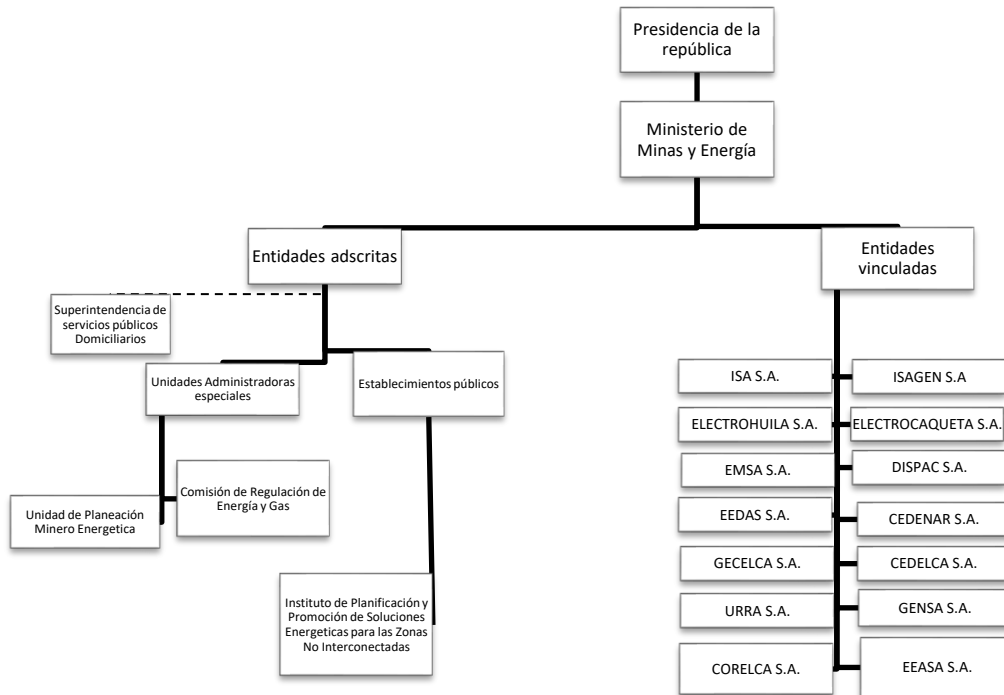 Presidencia de la
república
Ministerio de
Minas y Energía
Entidades adscritas
Entidades
vinculadas
Superintendencia de
servicios públicos
Domiciliarios
Unidades Administradoras
especiales
Establecimientos públicos
Comisión de Regulación de
Energía y Gas
Unidad de Planeación
Minero Energetica
Instituto de Planificación y
Promoción de Soluciones
Energeticas para las Zonas
No Interconectadas
ISA S.A.
ISAGEN S.A
ELECTROHUILA S.A.
ELECTROCAQUETA S.A.
EMSA S.A.
DISPAC S.A.
EEDAS S.A.
CEDENAR S.A.
GECELCA S.A.
CEDELCA S.A.
URRA S.A.
GENSA S.A.
CORELCA S.A.
EEASA S.A.